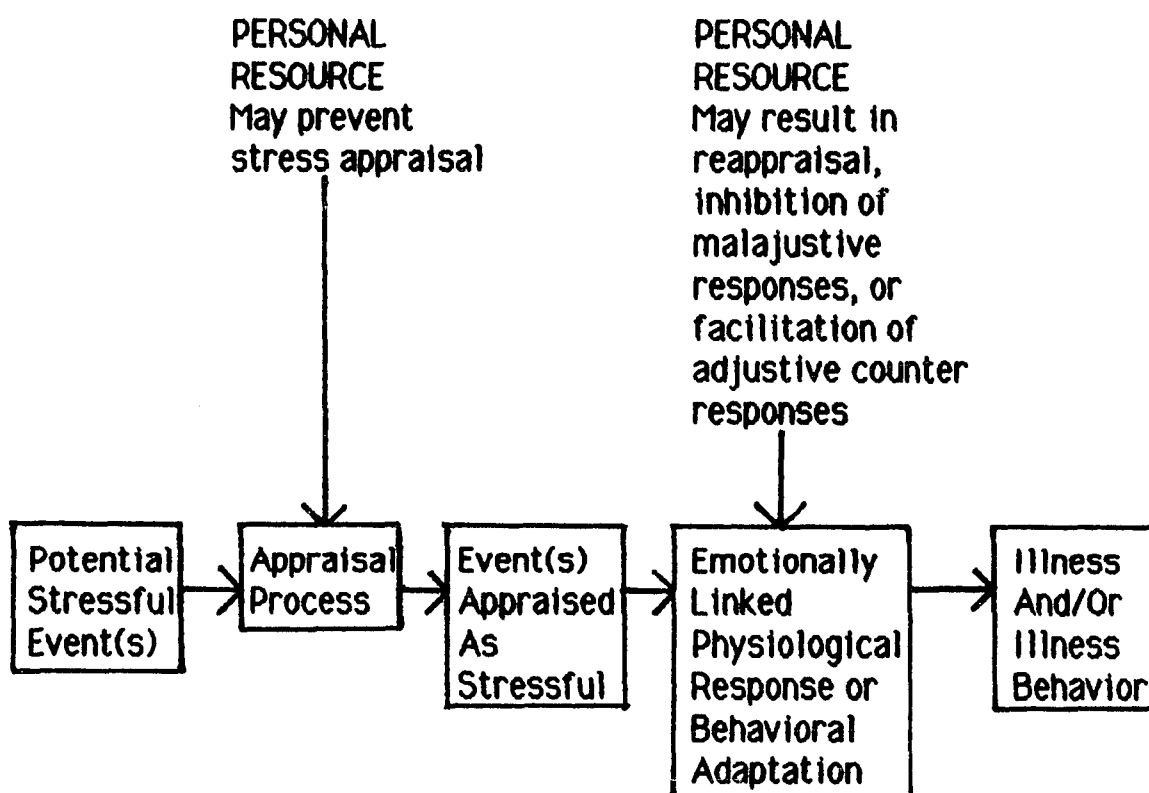 PERSONAL
RESOURCE
May prevent
stress appraisal
PERSONAL
RESOURCE
May result in
reappraisal,
inhibition of
malajustive
responses, or
facilitation of
adjustive counter
responses
Potential
Stressful
Event(s)
Appraisal
Process
Event(s)
Appraised
As
Stressful
Emotionally
Linked
Physiological
Response or
Behavioral
Adaptation
Illness
And/Or
Illness
Behavior